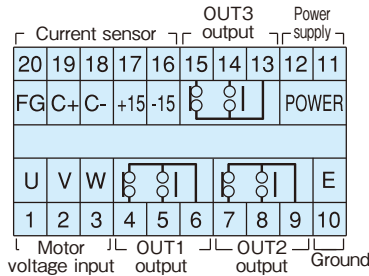 OUT3 Power
Current sensor output supply
20 19 18 17 16 15 14 13 12 11
FG C+ C- +15 -15 POWER
U V W E
1 2 3 4 5 6 7 8 9 10
Motor OUT1 OUT2 Ground
voltage input output output